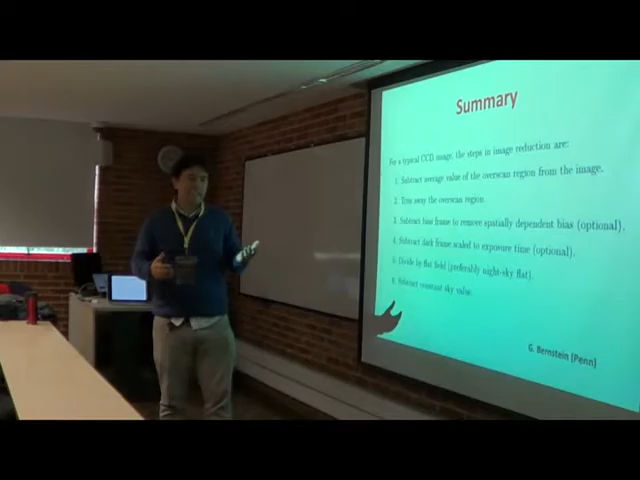 Summary
For a typical CCD image, the steps in image reduction are:
1. Subtract average value of the overscan region from the image.
2. Trim away the overscan region.
3. Subtract bias frame to remove spatially dependent bias (optional).
4. Subtract dark frame scaled to exposure time (optional).
5. Divide by flat field (preferably night-sky flat).
6. Subtract constant sky value.
G. Bernstein (Penn)